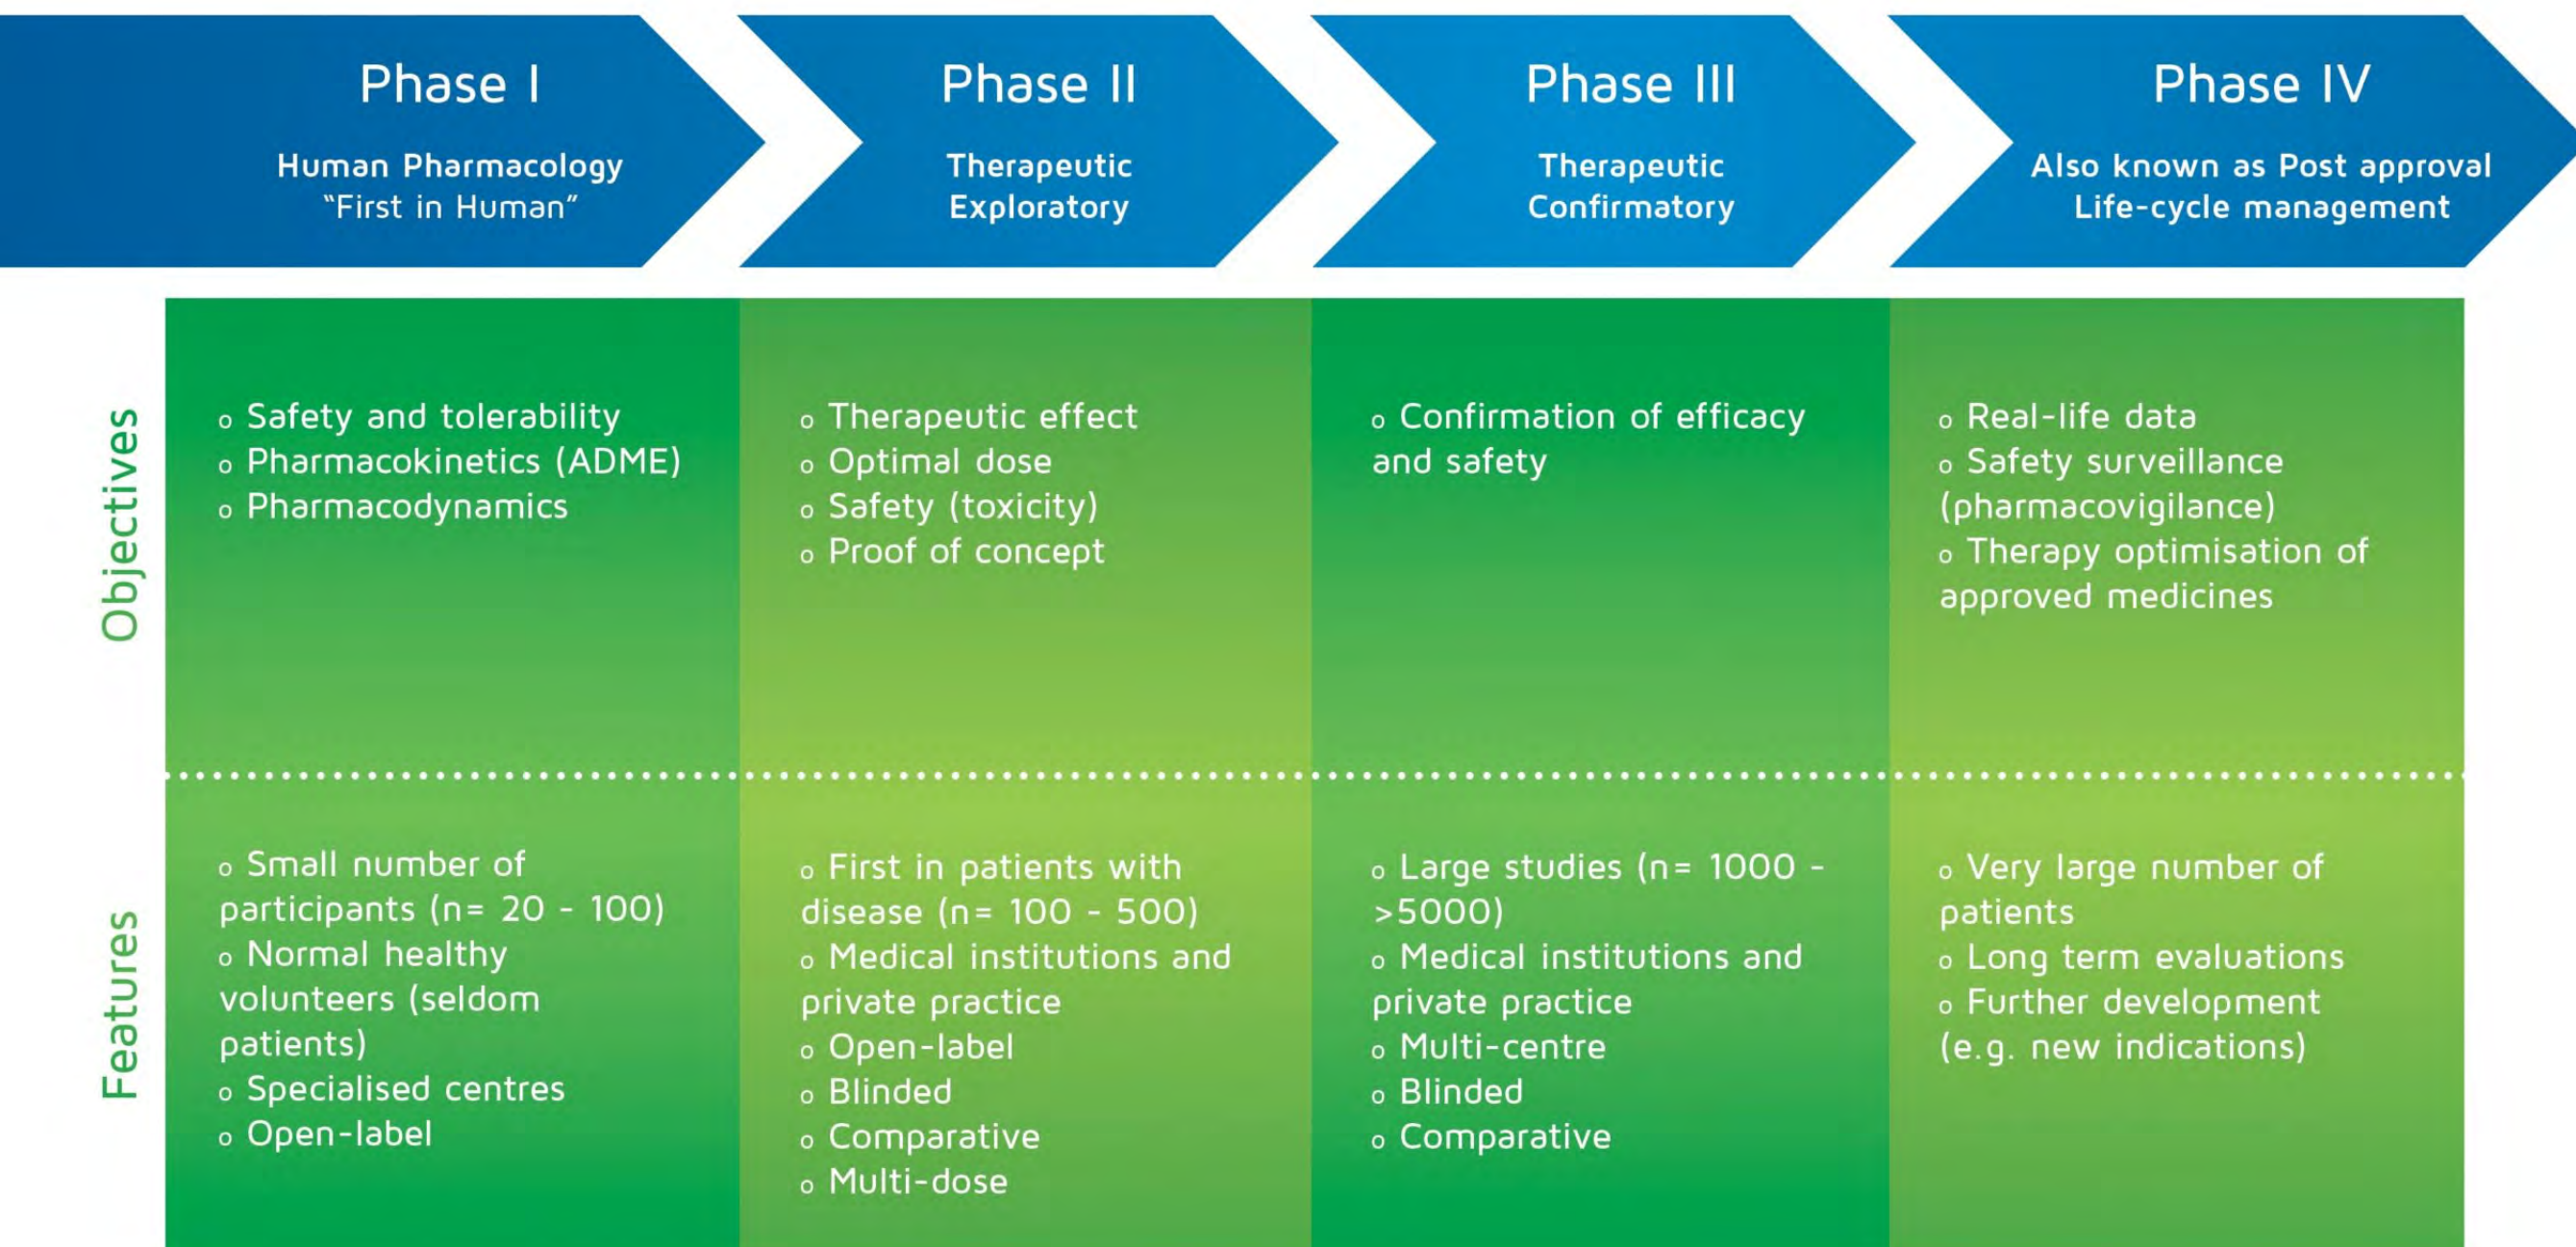 Phase I
Human Pharmacology
“First in Human”
Phase II
Therapeutic
Exploratory
Phase III
Therapeutic
Confirmatory
Phase IV
Also known as Post approval
Life-cycle management
Objectives
o Safety and tolerability
o Pharmacokinetics (ADME)
o Pharmacodynamics
o Therapeutic effect
o Optimal dose
o Safety (toxicity)
o Proof of concept
o Confirmation of efficacy
and safety
o Real-life data
o Safety surveillance
(pharmacovigilance)
o Therapy optimisation of
approved medicines
Features
o Small number of
participants (n= 20 - 100)
o Normal healthy
volunteers (seldom
patients)
o Specialised centres
o Open-label
o First in patients with
disease (n= 100 - 500)
o Medical institutions and
private practice
o Open-label
o Blinded
o Comparative
o Multi-dose
o Large studies (n= 1000 -
>5000)
o Medical institutions and
private practice
o Multi-centre
o Blinded
o Comparative
o Very large number of
patients
o Long term evaluations
o Further development
(e.g. new indications)